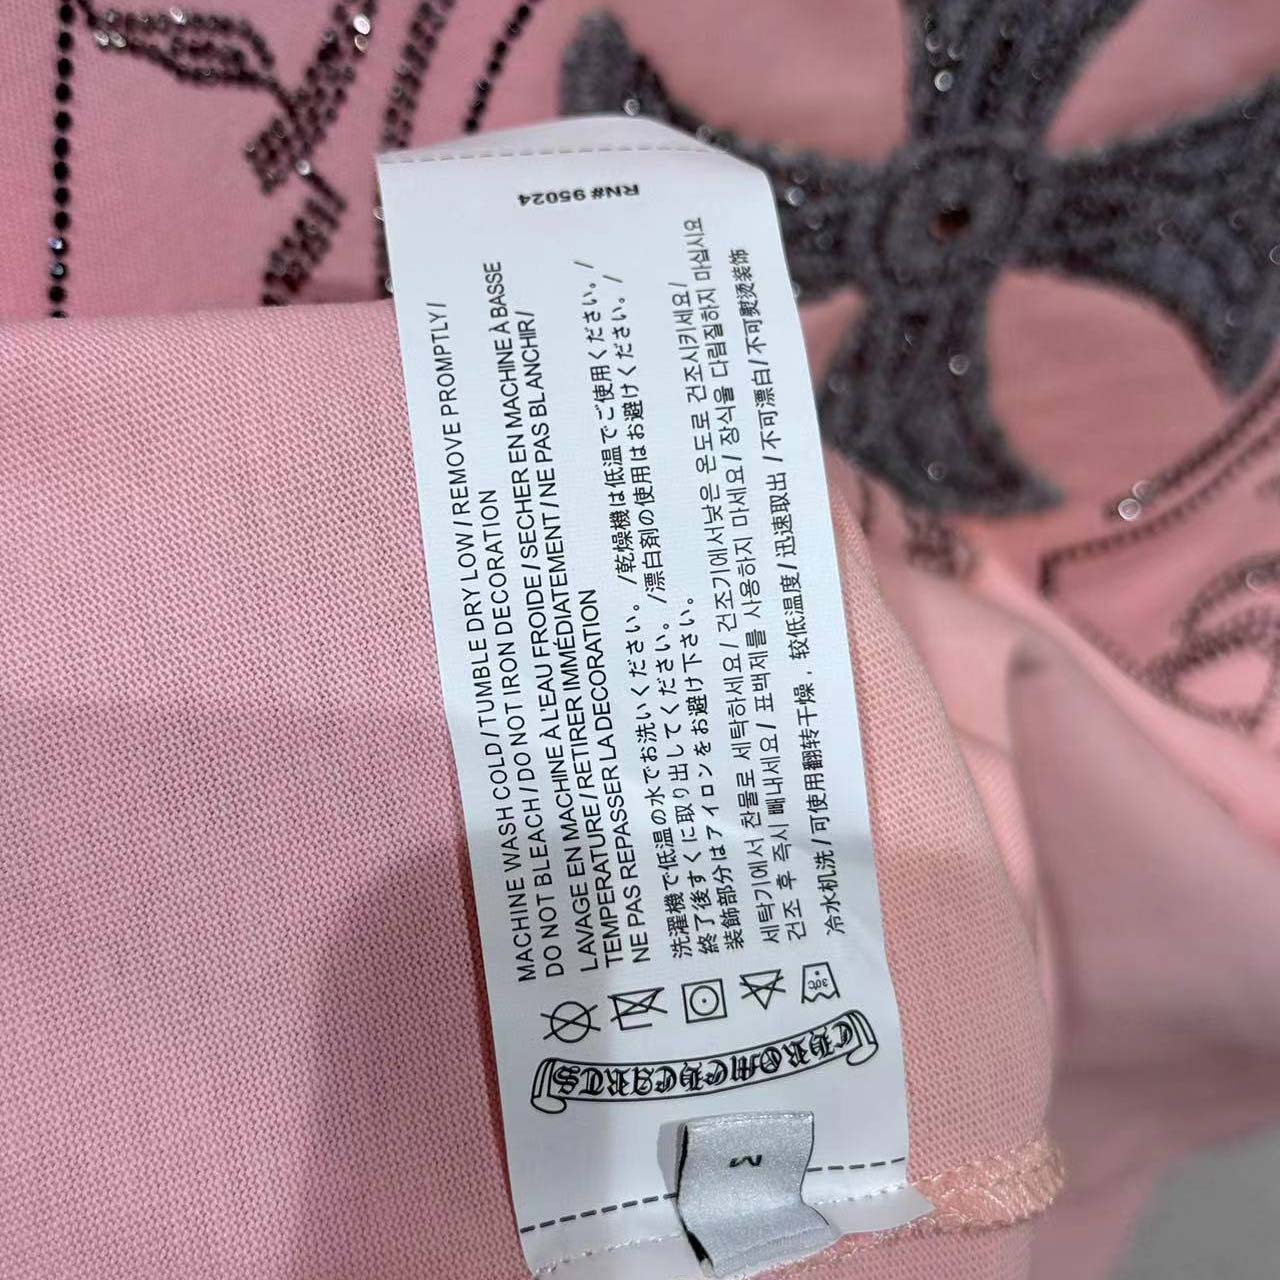 RN# 95024
MACHINE WASH COLD / TUMBLE DRY LOW / REMOVE PROMPTLY /
DO NOT BLEACH / DO NOT IRON DECORATION
LAVAGE EN MACHINE À L'EAU FROIDE / SECHER EN MACHINE À BASSE
TEMPERATURE / RETIRER IMMÉDIATEMENT / NE PAS BLANCHIR /
NE PAS REPASSER LA DECORATION
洗濯機で低温の水でお洗いください。/乾燥機は低温でご使用ください。/
終了後すぐに取り出してください。/漂白剤の使用はお避けください。/
装飾部分はアイロンをお避け下さい。
세탁기에서 찬물로 세탁하세요/ 건조기에서낮은 온도로 건조시키세요/
건조 후 즉시 빼내세요/ 표백제를 사용하지 마세요/ 장식을 다림질하지 마십시요
冷水机洗 / 可使用翻转干燥，较低温度 / 迅速取出 / 不可漂白 / 不可熨烫装饰
30
CHROME HEARTS
M